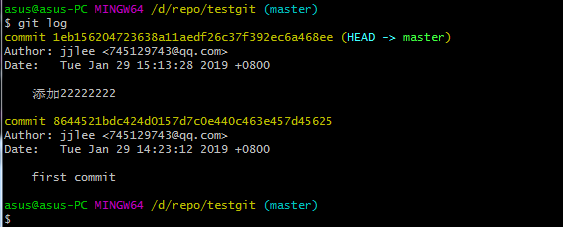 asus@asus-PC MINGW64 /d/repo/testgit (master)
$ git log
commit 1eb156204723638a11aedf26c37f392ec6a468ee (HEAD -> master)
Author: jjlee <745129743@qq.com>
Date:   Tue Jan 29 15:13:28 2019 +0800
添加22222222
commit 8644521bdc424d0157d7c0e440c463e457d45625
Author: jjlee <745129743@qq.com>
Date:   Tue Jan 29 14:23:12 2019 +0800
first commit
asus@asus-PC MINGW64 /d/repo/testgit (master)
$